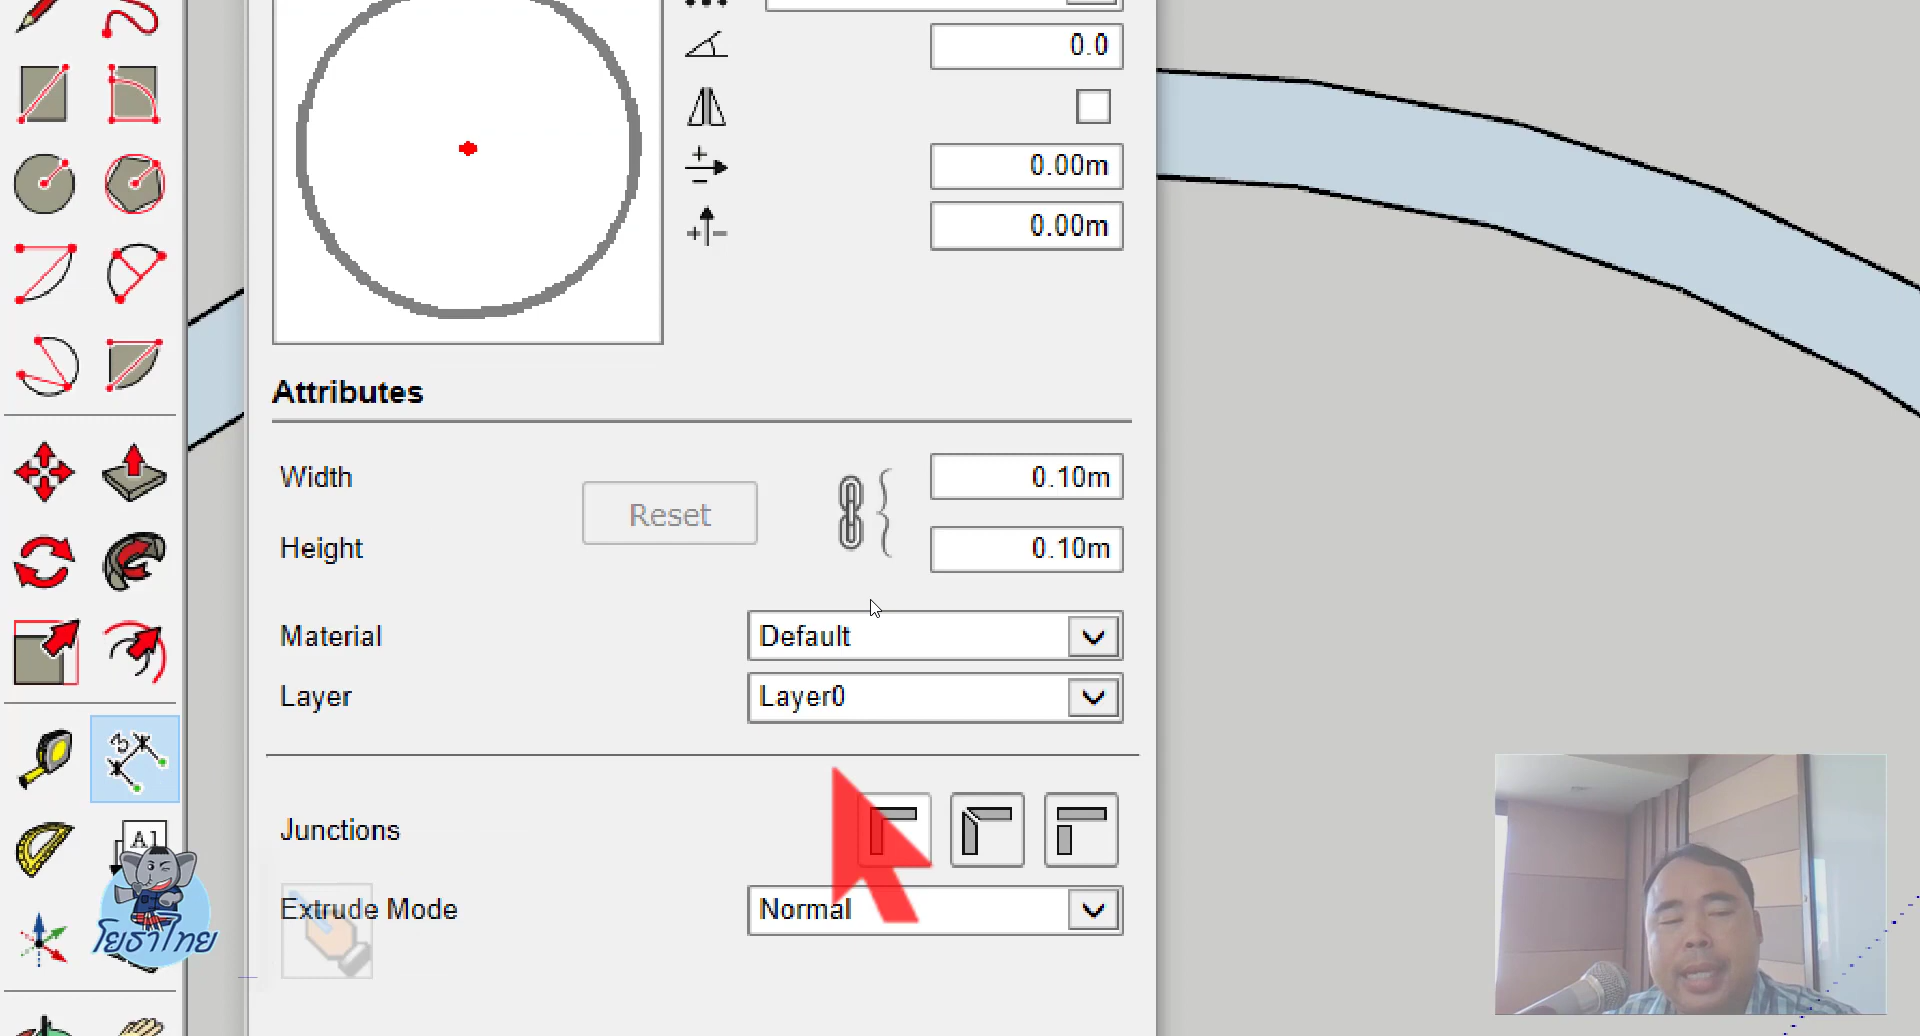 0.0
0.00m
0.00m
Attributes
Width
0.10m
Reset
Height
0.10m
Material
Default
Layer
Layer0
Junctions
Extrude Mode
Normal
A1
โยธาไทย